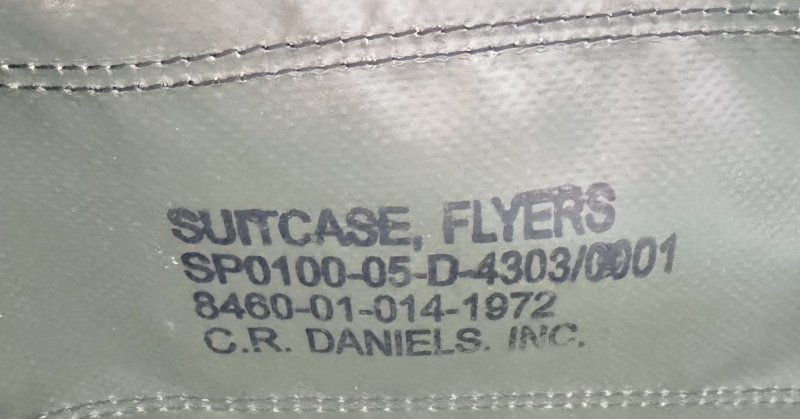 SUITCASE, FLYERS
SP0100-05-D-4303/0001
8460-01-014-1972
C.R. DANIELS. INC.